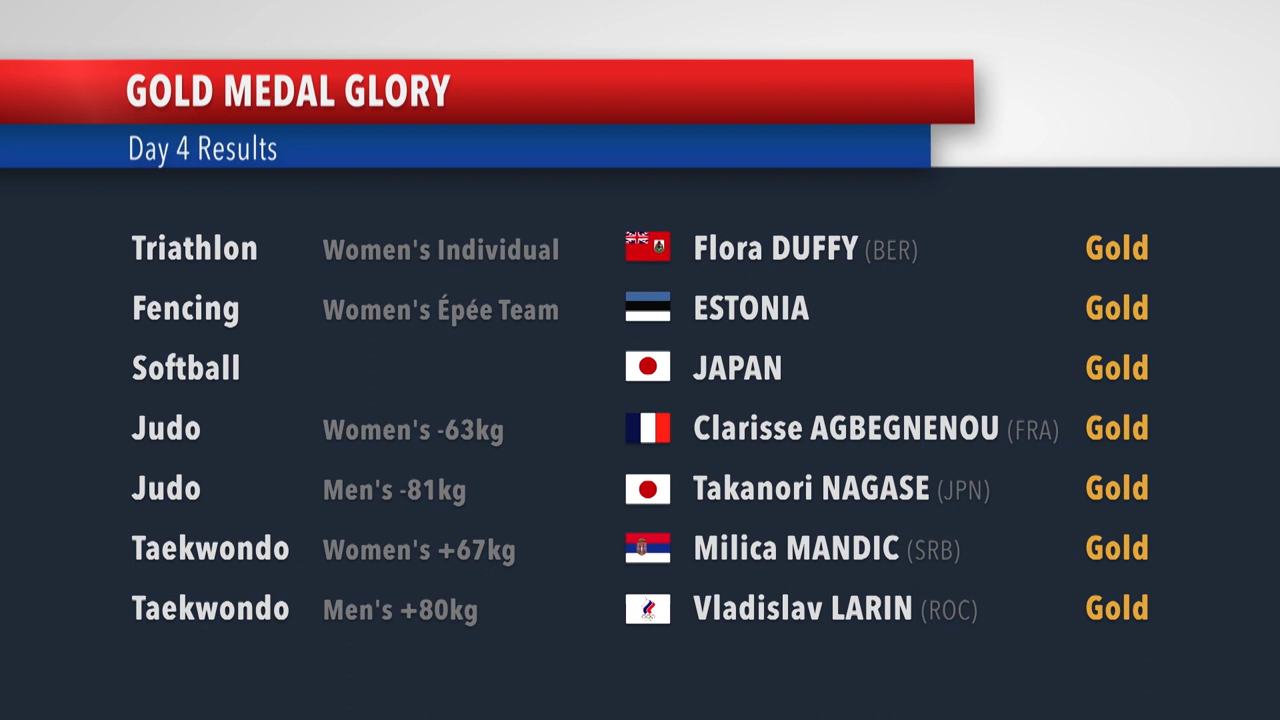 GOLD MEDAL GLORY
Day 4 Results
Triathlon Women's Individual Flora DUFFY (BER) Gold
Fencing Women's Épée Team ESTONIA Gold
Softball JAPAN Gold
Judo Women's -63kg Clarisse AGBEGNENOU (FRA) Gold
Judo Men's -81kg Takanori NAGASE (JPN) Gold
Taekwondo Women's +67kg Milica MANDIC (SRB) Gold
Taekwondo Men's +80kg Vladislav LARIN (ROC) Gold